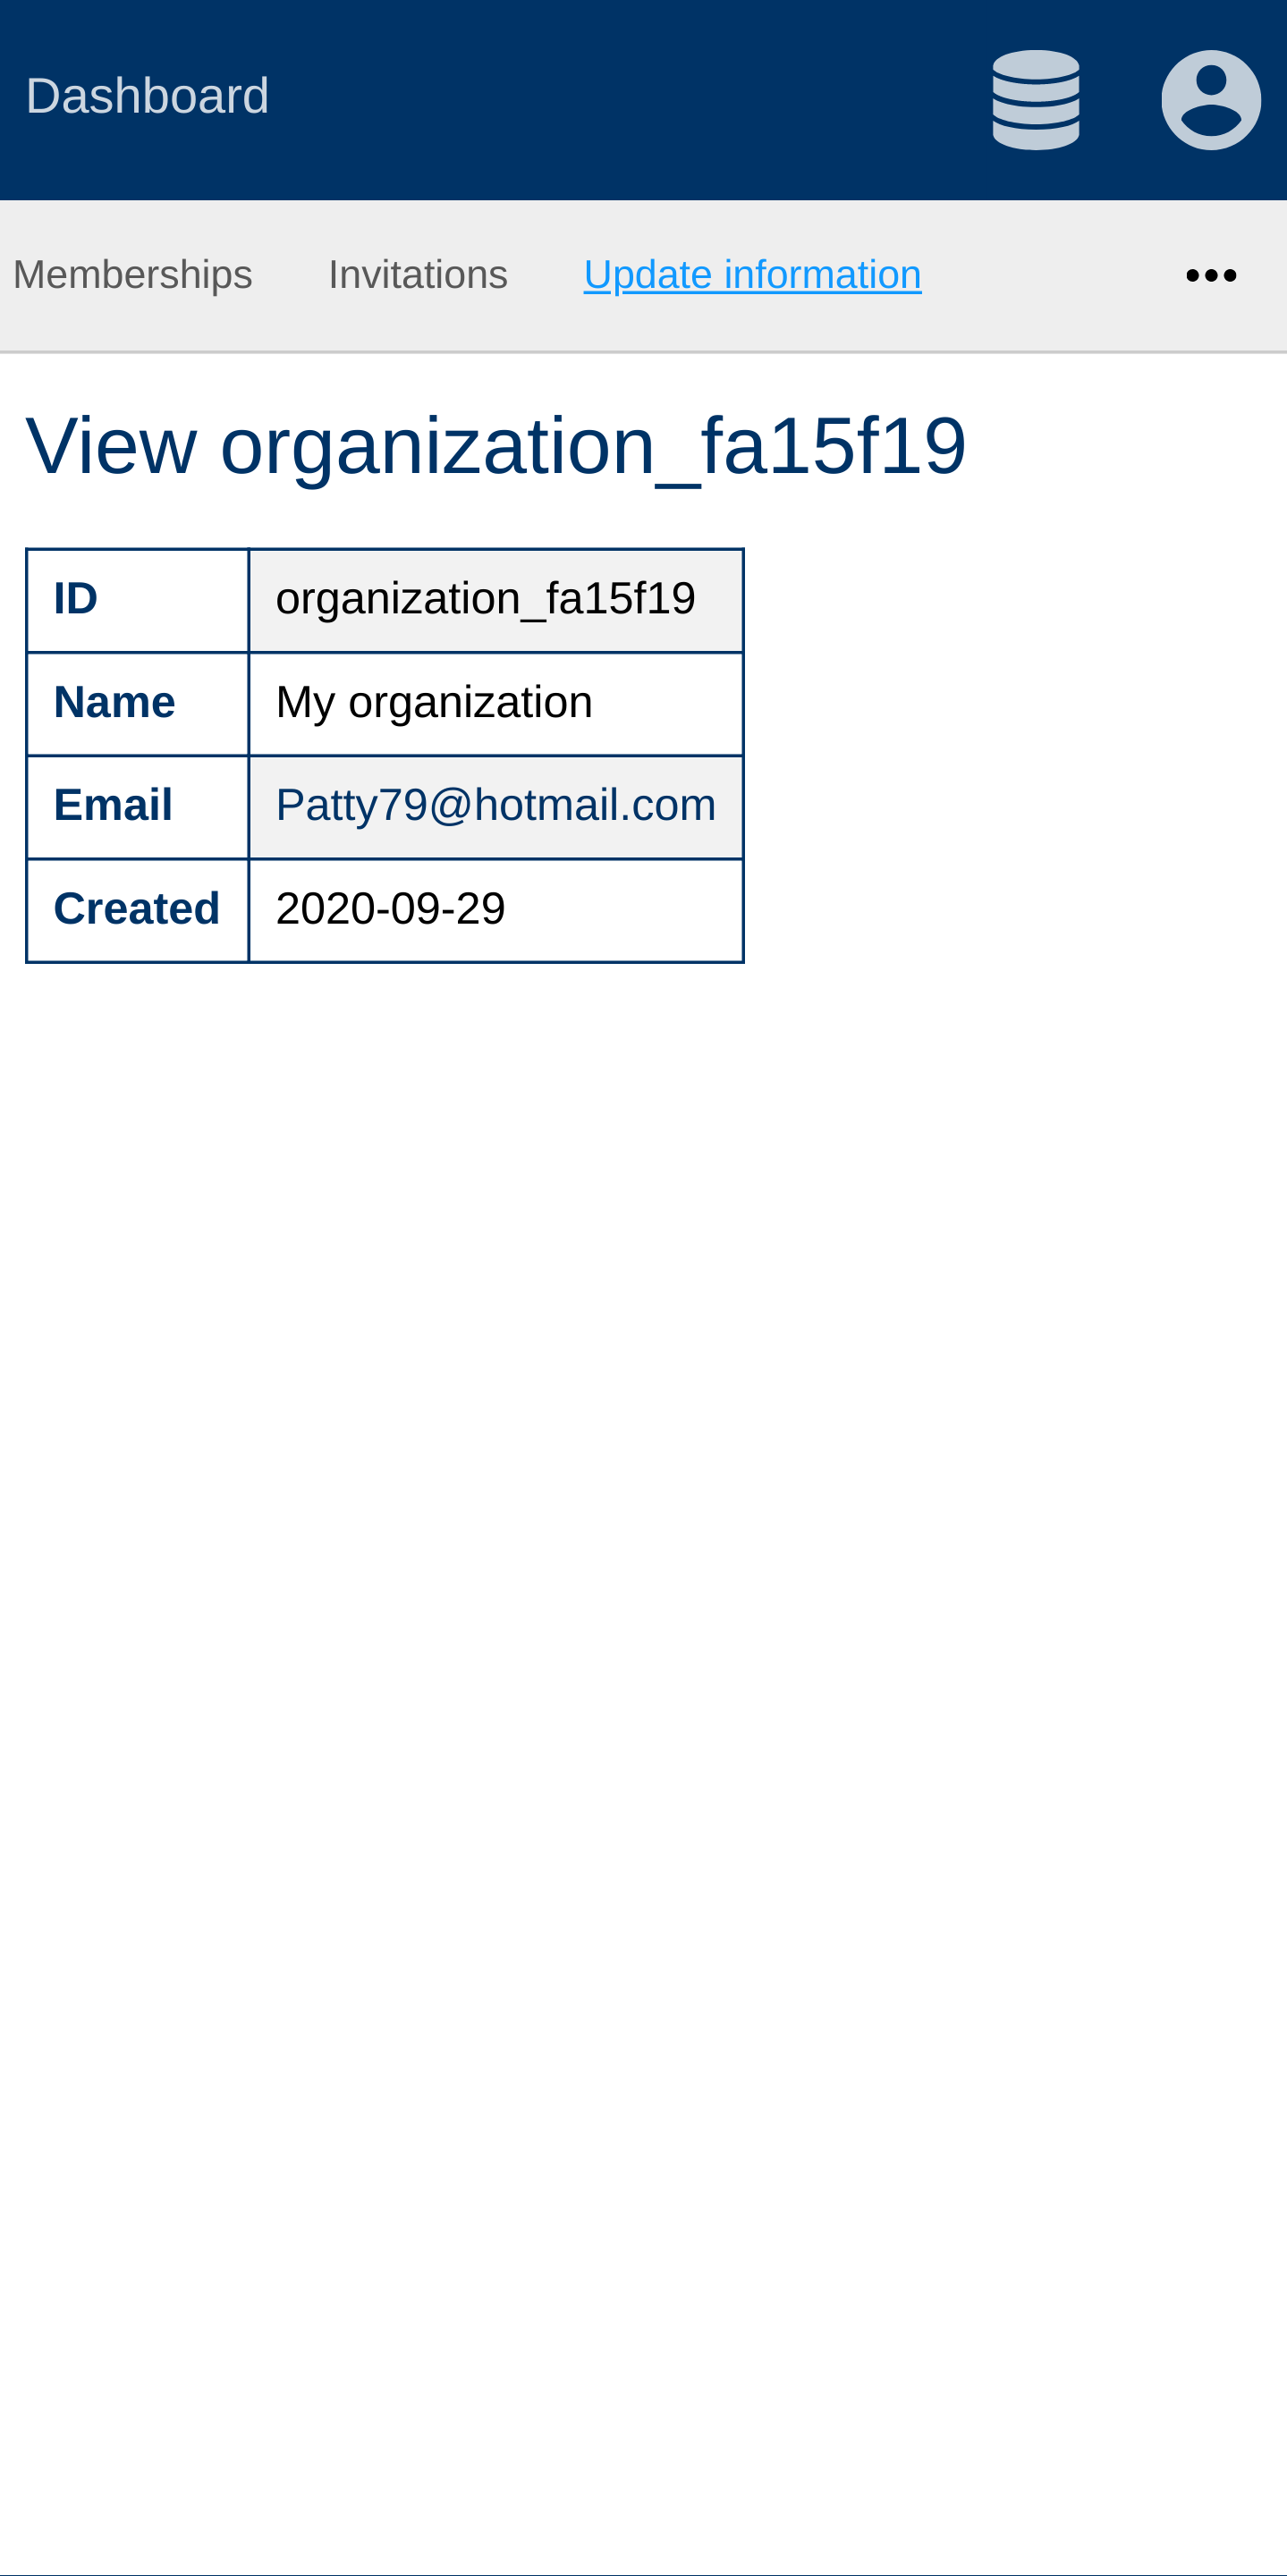 Dashboard
Memberships Invitations Update information
View organization_fa15f19
ID organization_fa15f19
Name My organization
Email Patty79@hotmail.com
Created 2020-09-29